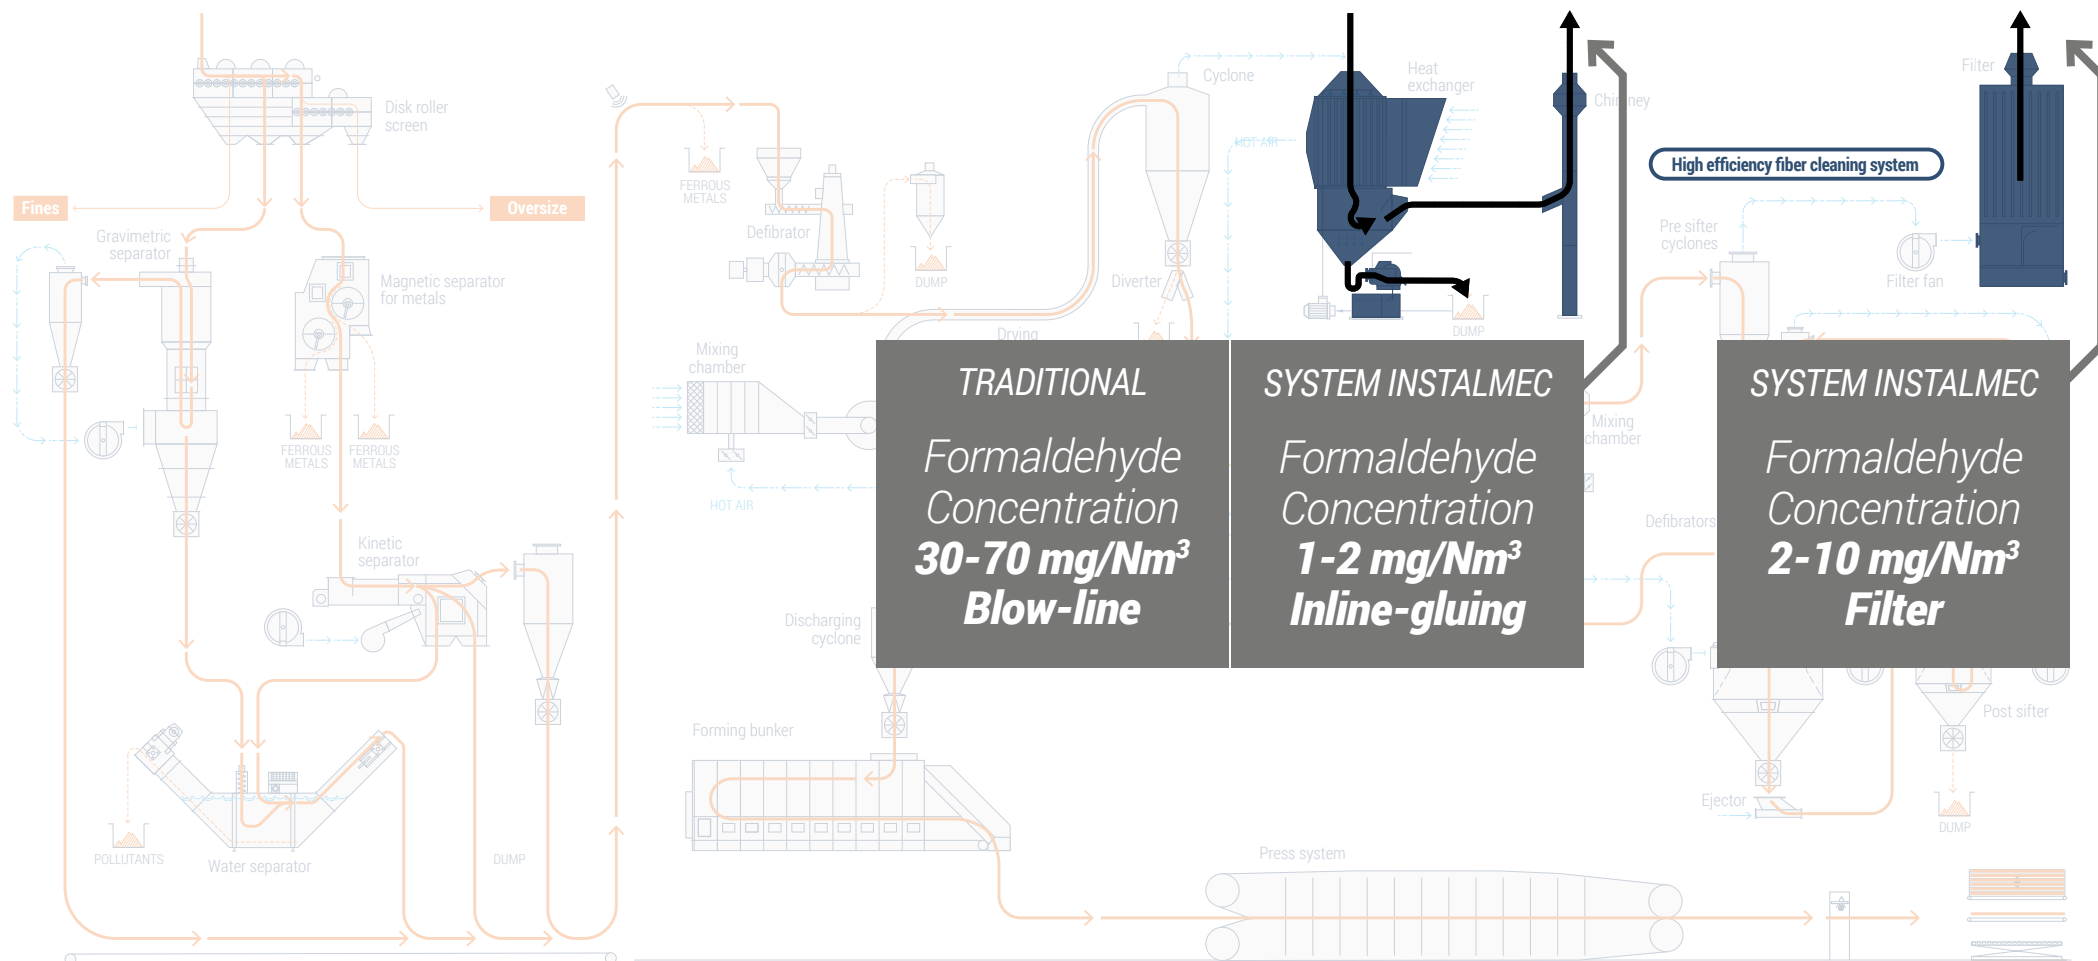 Disk roller
screen
Fines
Oversize
Gravimetric
separator
Magnetic separator
for metals
FERROUS
METALS
FERROUS
METALS
Kinetic
separator
POLLUTANTS
Water separator
DUMP
FERROUS
METALS
Defibrator
DUMP
Cyclone
Diverter
Drying
Mixing
chamber
HOT AIR
HOT AIR
Heat
exchanger
Chimney
DUMP
High efficiency fiber cleaning system
Filter
Pre sifter
cyclones
Filter fan
TRADITIONAL
Formaldehyde
Concentration
30-70 mg/Nm³
Blow-line
SYSTEM INSTALMEC
Formaldehyde
Concentration
1-2 mg/Nm³
Inline-gluing
SYSTEM INSTALMEC
Formaldehyde
Concentration
2-10 mg/Nm³
Filter
Mixing
chamber
Defibrators
Discharging
cyclone
Forming bunker
Post sifter
Ejector
DUMP
Press system